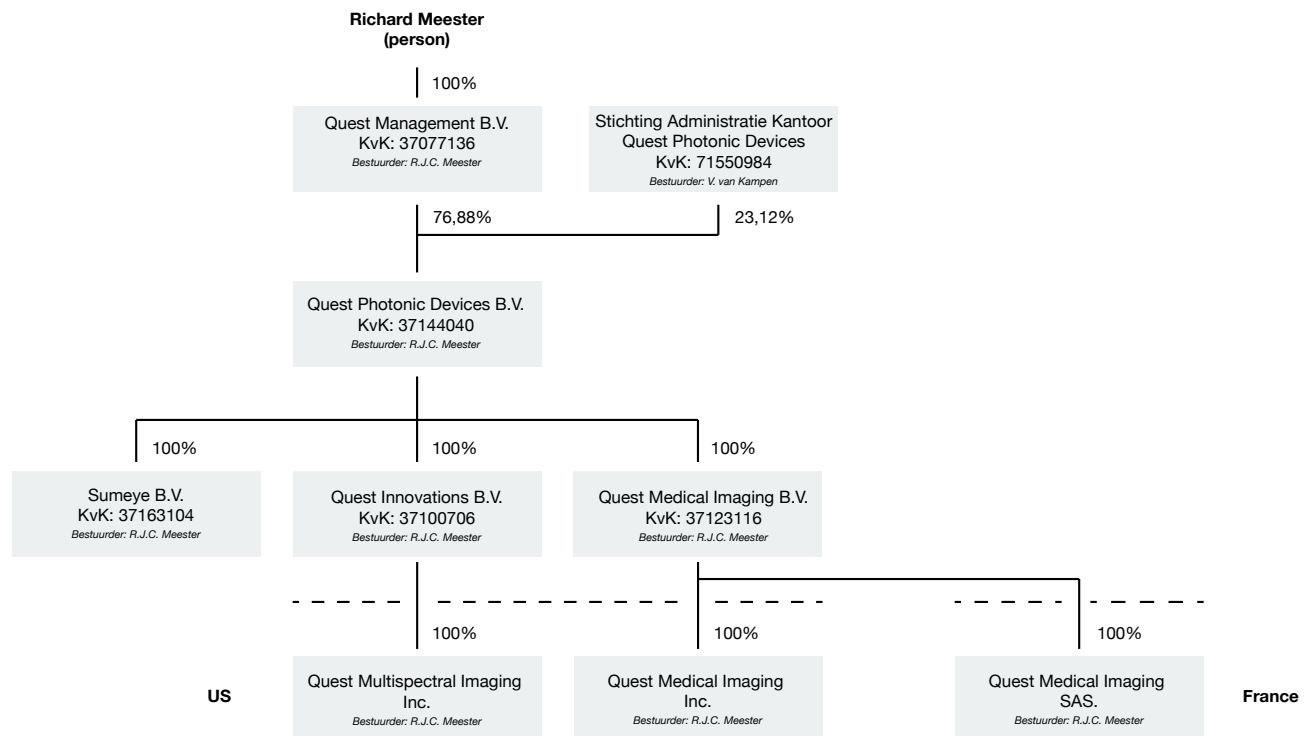 Richard Meester
(person)
100%
Quest Management B.V.
KvK: 37077136
Bestuurder: R.J.C. Meester
Stichting Administratie Kantoor
Quest Photonic Devices
KvK: 71550984
Bestuurder: V. van Kampen
76,88%
23,12%
Quest Photonic Devices B.V.
KvK: 37144040
Bestuurder: R.J.C. Meester
100%
100%
100%
Sumeye B.V.
KvK: 37163104
Bestuurder: R.J.C. Meester
Quest Innovations B.V.
KvK: 37100706
Bestuurder: R.J.C. Meester
Quest Medical Imaging B.V.
KvK: 37123116
Bestuurder: R.J.C. Meester
100%
100%
100%
US
Quest Multispectral Imaging
Inc.
Bestuurder: R.J.C. Meester
Quest Medical Imaging
Inc.
Bestuurder: R.J.C. Meester
Quest Medical Imaging
SAS.
Bestuurder: R.J.C. Meester
France